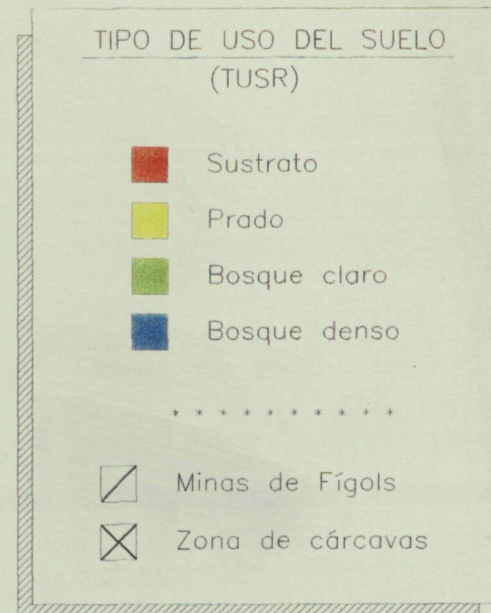 TIPO DE USO DEL SUELO
(TUSR)
Sustrato
Prado
Bosque claro
Bosque denso
* * * * * * * * * *
Minas de Fígols
Zona de cárcavas